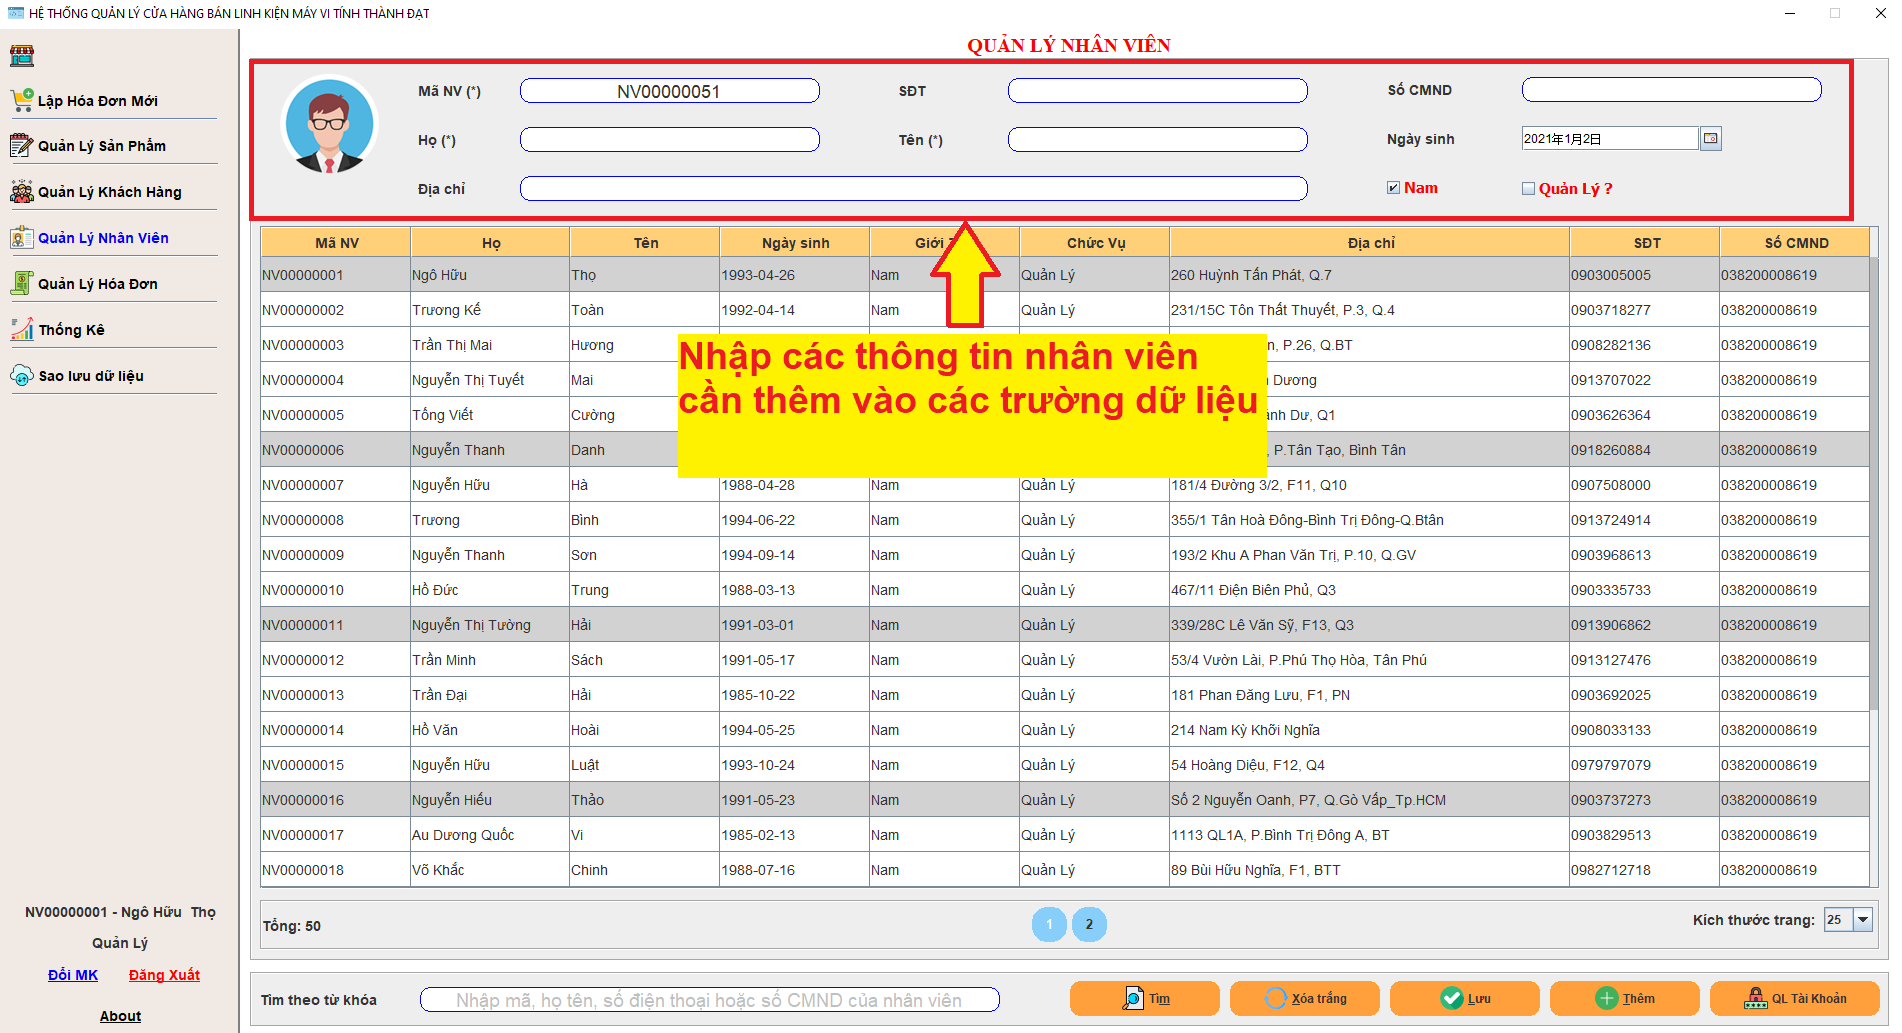 HỆ THỐNG QUẢN LÝ CỬA HÀNG BÁN LINH KIỆN MÁY VI TÍNH THÀNH ĐẠT
Lập Hóa Đơn Mới
Quản Lý Sản Phẩm
Quản Lý Khách Hàng
Quản Lý Nhân Viên
Quản Lý Hóa Đơn
Thống Kê
Sao lưu dữ liệu
NV00000001 - Ngô Hữu Thọ
Quản Lý
Đổi MK Đăng Xuất
About
QUẢN LÝ NHÂN VIÊN
Mã NV (*) NV00000051 SĐT Số CMND
Họ (*) Tên (*) Ngày sinh 2021年1月2日
Địa chỉ Nam Quản Lý ?
Mã NV Họ Tên Ngày sinh Giới Chức Vụ Địa chỉ SĐT Số CMND
NV00000001 Ngô Hữu Thọ 1993-04-26 Nam Quản Lý 260 Huỳnh Tấn Phát, Q.7 0903005005 038200008619
NV00000002 Trương Kế Toàn 1992-04-14 Nam Quản Lý 231/15C Tôn Thất Thuyết, P.3, Q.4 0903718277 038200008619
NV00000003 Trần Thị Mai Hương n, P.26, Q.BT 0908282136 038200008619
NV00000004 Nguyễn Thị Tuyết Mai Dương 0913707022 038200008619
NV00000005 Tống Viết Cường ành Dư, Q1 0903626364 038200008619
NV00000006 Nguyễn Thanh Danh , P.Tân Tạo, Bình Tân 0918260884 038200008619
NV00000007 Nguyễn Hữu Hà 1988-04-28 Nam Quản Lý 181/4 Đường 3/2, F11, Q10 0907508000 038200008619
NV00000008 Trương Bình 1994-06-22 Nam Quản Lý 355/1 Tân Hoà Đông-Bình Trị Đông-Q.Btân 0913724914 038200008619
NV00000009 Nguyễn Thanh Sơn 1994-09-14 Nam Quản Lý 193/2 Khu A Phan Văn Trị, P.10, Q.GV 0903968613 038200008619
NV00000010 Hồ Đức Trung 1988-03-13 Nam Quản Lý 467/11 Điện Biên Phủ, Q3 0903335733 038200008619
NV00000011 Nguyễn Thị Tường Hải 1991-03-01 Nam Quản Lý 339/28C Lê Văn Sỹ, F13, Q3 0913906862 038200008619
NV00000012 Trần Minh Sách 1991-05-17 Nam Quản Lý 53/4 Vườn Lài, P.Phú Thọ Hòa, Tân Phú 0913127476 038200008619
NV00000013 Trần Đại Hải 1985-10-22 Nam Quản Lý 181 Phan Đăng Lưu, F1, PN 0903692025 038200008619
NV00000014 Hồ Văn Hoài 1994-05-25 Nam Quản Lý 214 Nam Kỳ Khỡi Nghĩa 0908033133 038200008619
NV00000015 Nguyễn Hữu Luật 1993-10-24 Nam Quản Lý 54 Hoàng Diệu, F12, Q4 0979797079 038200008619
NV00000016 Nguyễn Hiếu Thảo 1991-05-23 Nam Quản Lý Số 2 Nguyễn Oanh, P7, Q.Gò Vấp_Tp.HCM 0903737273 038200008619
NV00000017 Au Dương Quốc Vi 1985-02-13 Nam Quản Lý 1113 QL1A, P.Bình Trị Đông A, BT 0903829513 038200008619
NV00000018 Võ Khắc Chinh 1988-07-16 Nam Quản Lý 89 Bùi Hữu Nghĩa, F1, BTT 0982712718 038200008619
Nhập các thông tin nhân viên
cần thêm vào các trường dữ liệu
Tổng: 50 1 2 Kích thước trang: 25
Tìm theo từ khóa Nhập mã, họ tên, số điện thoại hoặc số CMND của nhân viên Tìm Xóa trắng Lưu Thêm QL Tài Khoản